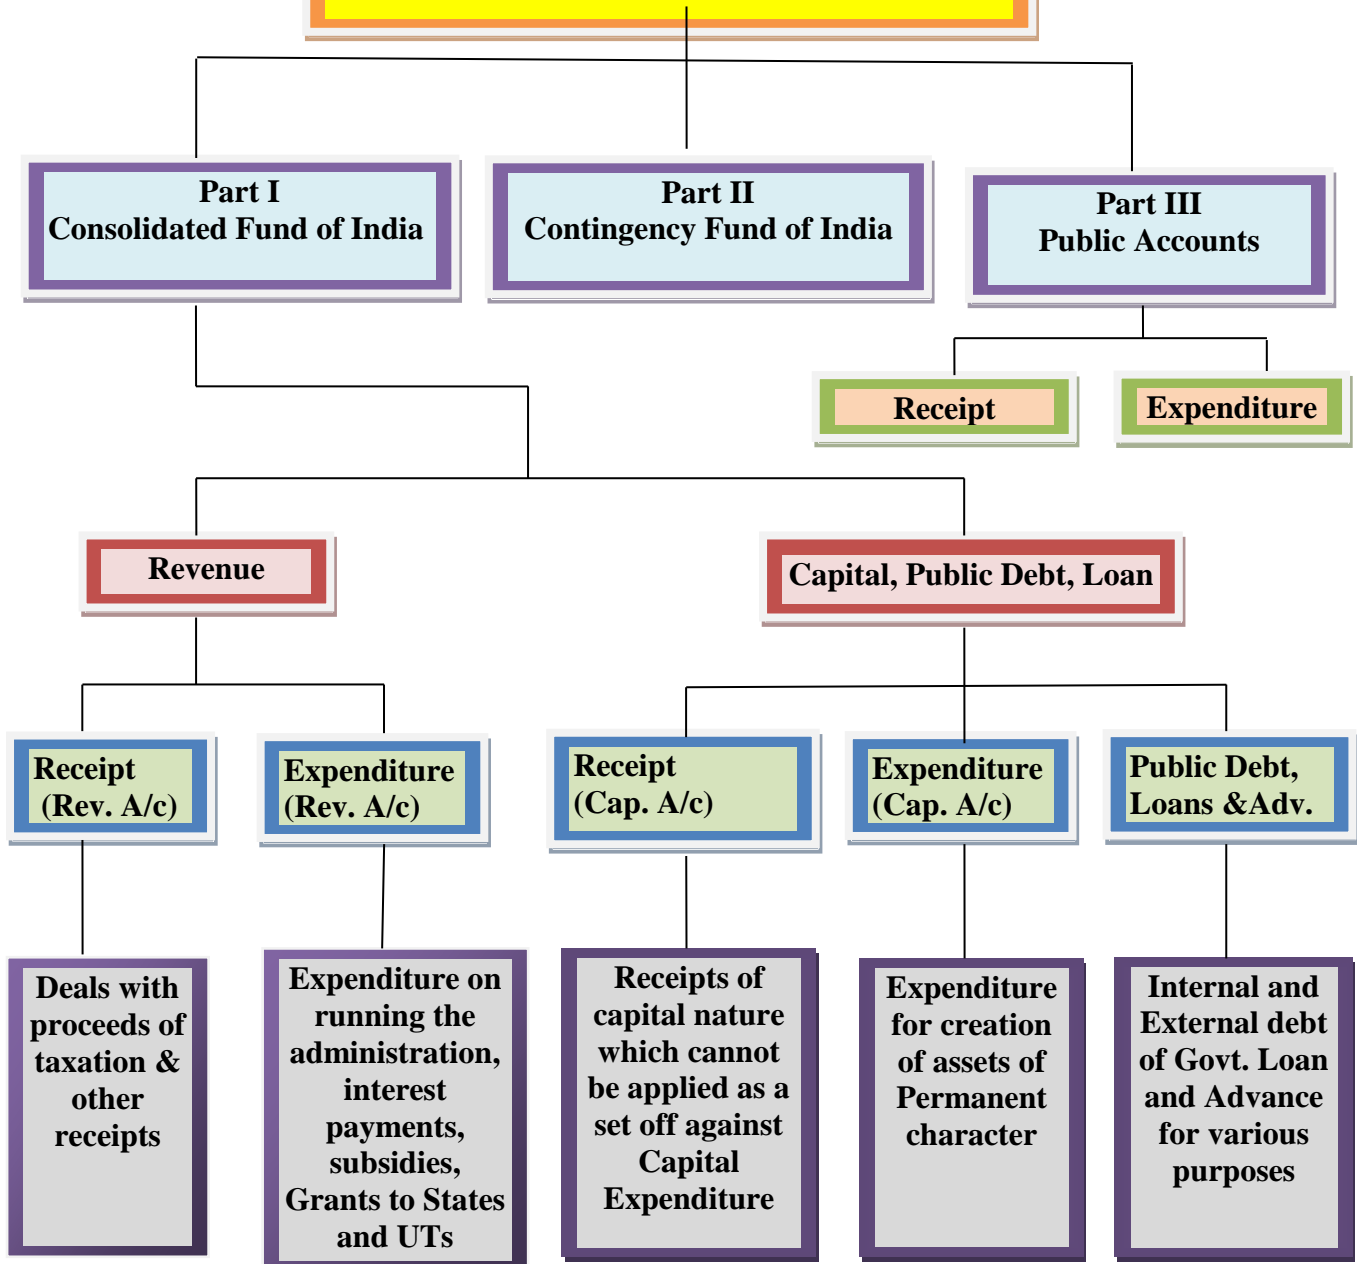 Part I
Consolidated Fund of India
Part II
Contingency Fund of India
Part III
Public Accounts
Receipt
Expenditure
Revenue
Capital, Public Debt, Loan
Receipt
(Rev. A/c)
Expenditure
(Rev. A/c)
Receipt
(Cap. A/c)
Expenditure
(Cap. A/c)
Public Debt,
Loans &Adv.
Deals with
proceeds of
taxation &
other
receipts
Expenditure on
running the
administration,
interest
payments,
subsidies,
Grants to States
and UTs
Receipts of
capital nature
which cannot
be applied as a
set off against
Capital
Expenditure
Expenditure
for creation
of assets of
Permanent
character
Internal and
External debt
of Govt. Loan
and Advance
for various
purposes